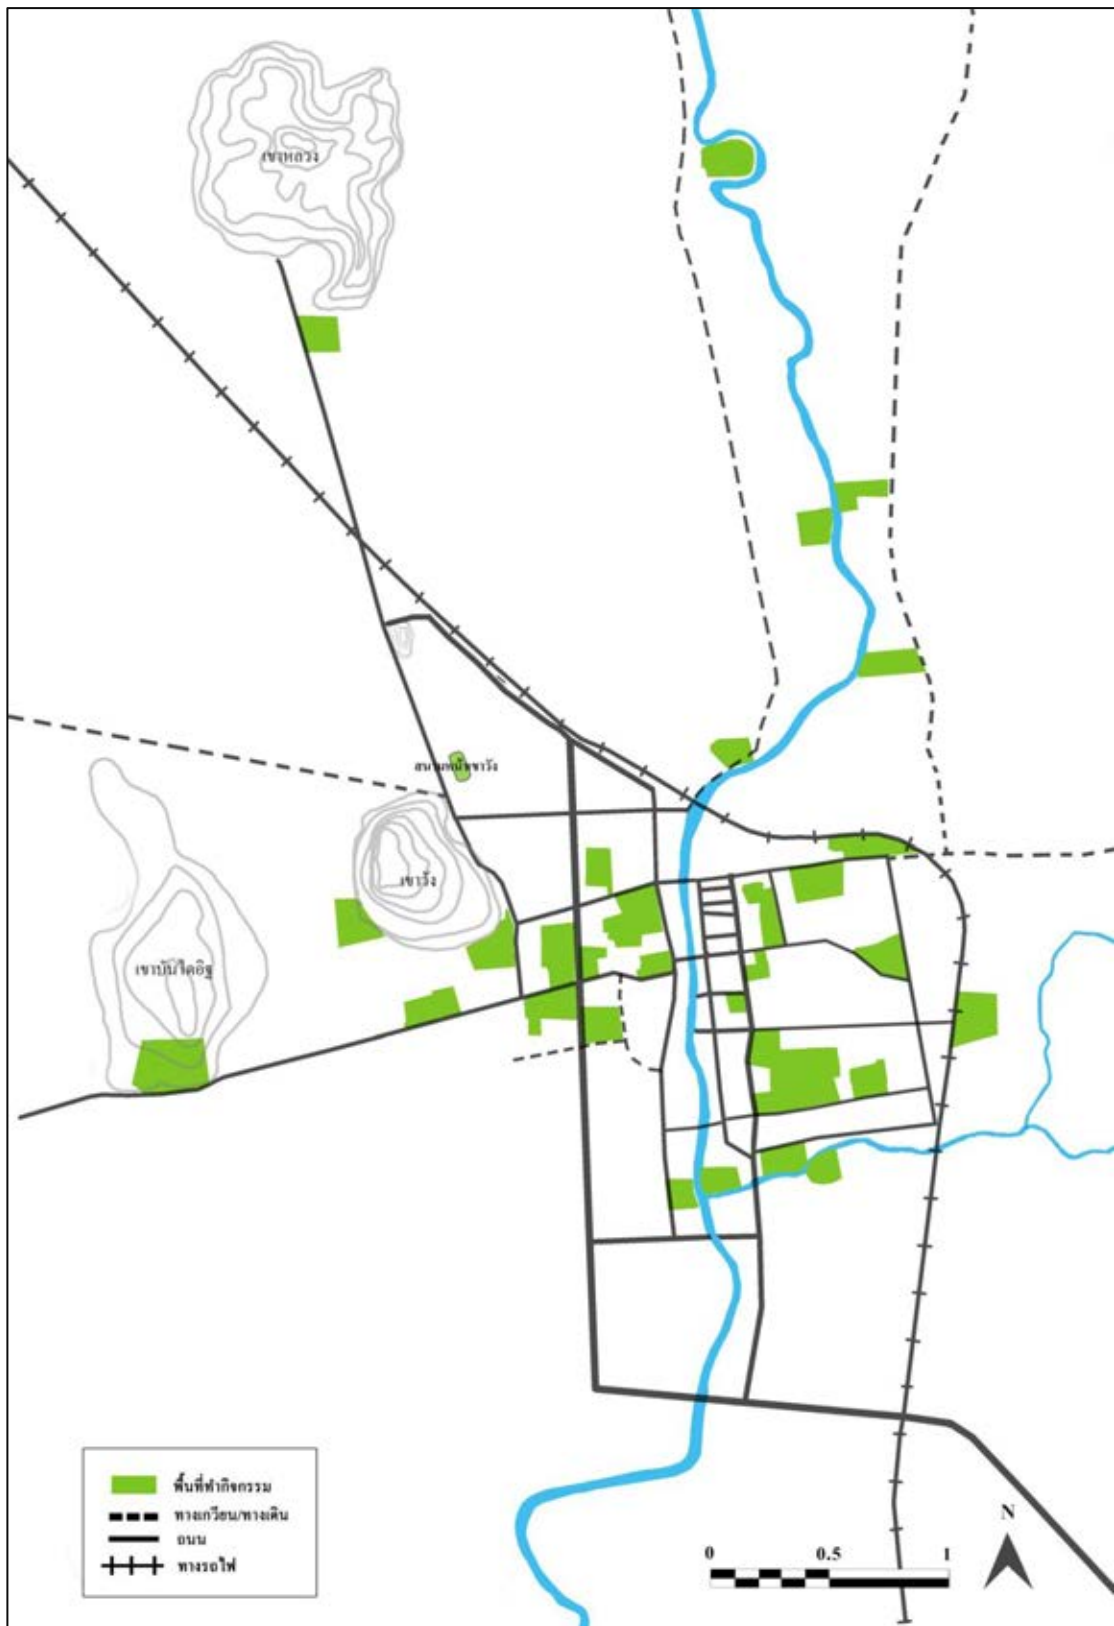 เขาหลวง
สนามหน้าเขาวัง
เขาวัง
เขาบันไดอิฐ
พื้นที่ทำกิจกรรม
ทางเกวียน/ทางเดิน
ถนน
ทางรถไฟ
0 0.5 1
N